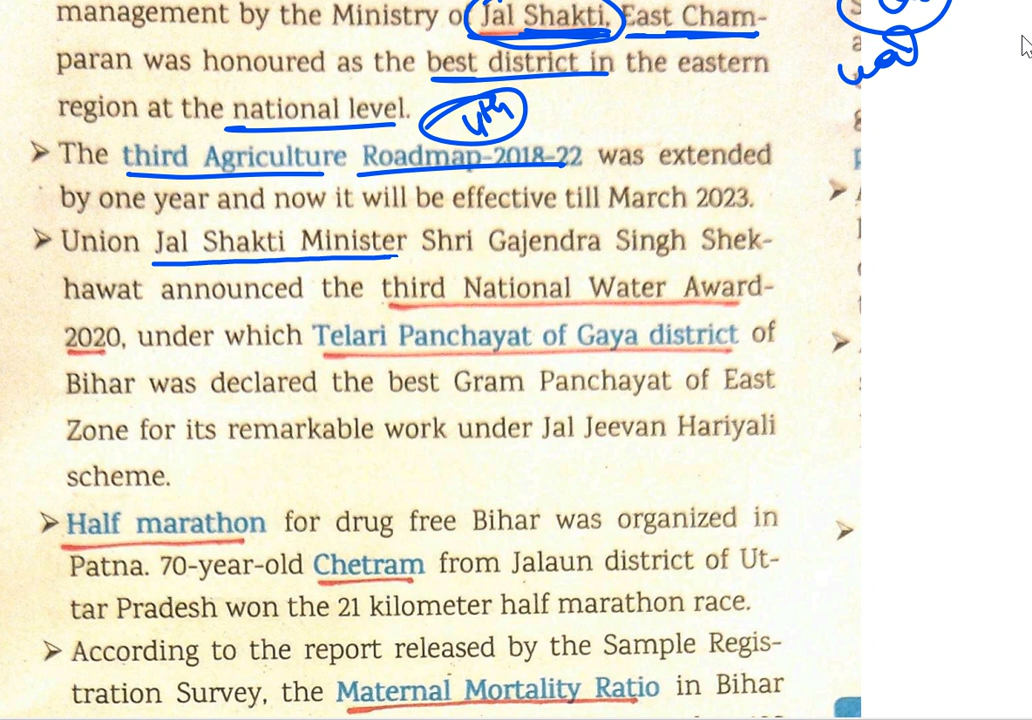 management by the Ministry of Jal Shakti, East Cham-
paran was honoured as the best district in the eastern
region at the national level.
4th
➤ The third Agriculture Roadmap-2018-22 was extended
by one year and now it will be effective till March 2023.
➤ Union Jal Shakti Minister Shri Gajendra Singh Shek-
hawat announced the third National Water Award-
2020, under which Telari Panchayat of Gaya district of
Bihar was declared the best Gram Panchayat of East
Zone for its remarkable work under Jal Jeevan Hariyali
scheme.
➤ Half marathon for drug free Bihar was organized in
Patna. 70-year-old Chetram from Jalaun district of Ut-
tar Pradesh won the 21 kilometer half marathon race.
➤ According to the report released by the Sample Regis-
tration Survey, the Maternal Mortality Ratio in Bihar